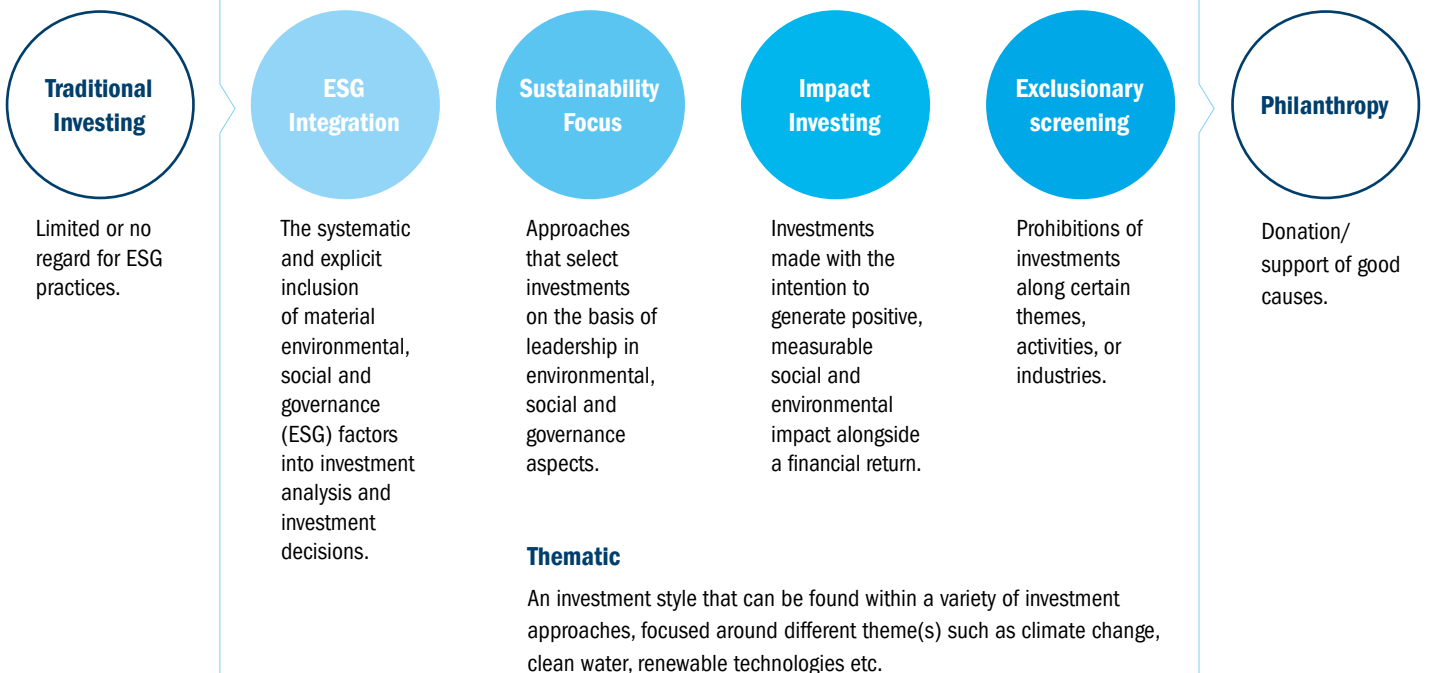 Traditional
Investing
Limited or no
regard for ESG
practices.
ESG
Integration
The systematic
and explicit
inclusion
of material
environmental,
social and
governance
(ESG) factors
into investment
analysis and
investment
decisions.
Sustainability
Focus
Approaches
that select
investments
on the basis of
leadership in
environmental,
social and
governance
aspects.
Impact
Investing
Investments
made with the
intention to
generate positive,
measurable
social and
environmental
impact alongside
a financial return.
Exclusionary
screening
Prohibitions of
investments
along certain
themes,
activities, or
industries.
Thematic
An investment style that can be found within a variety of investment
approaches, focused around different theme(s) such as climate change,
clean water, renewable technologies etc.
Philanthropy
Donation/
support of good
causes.